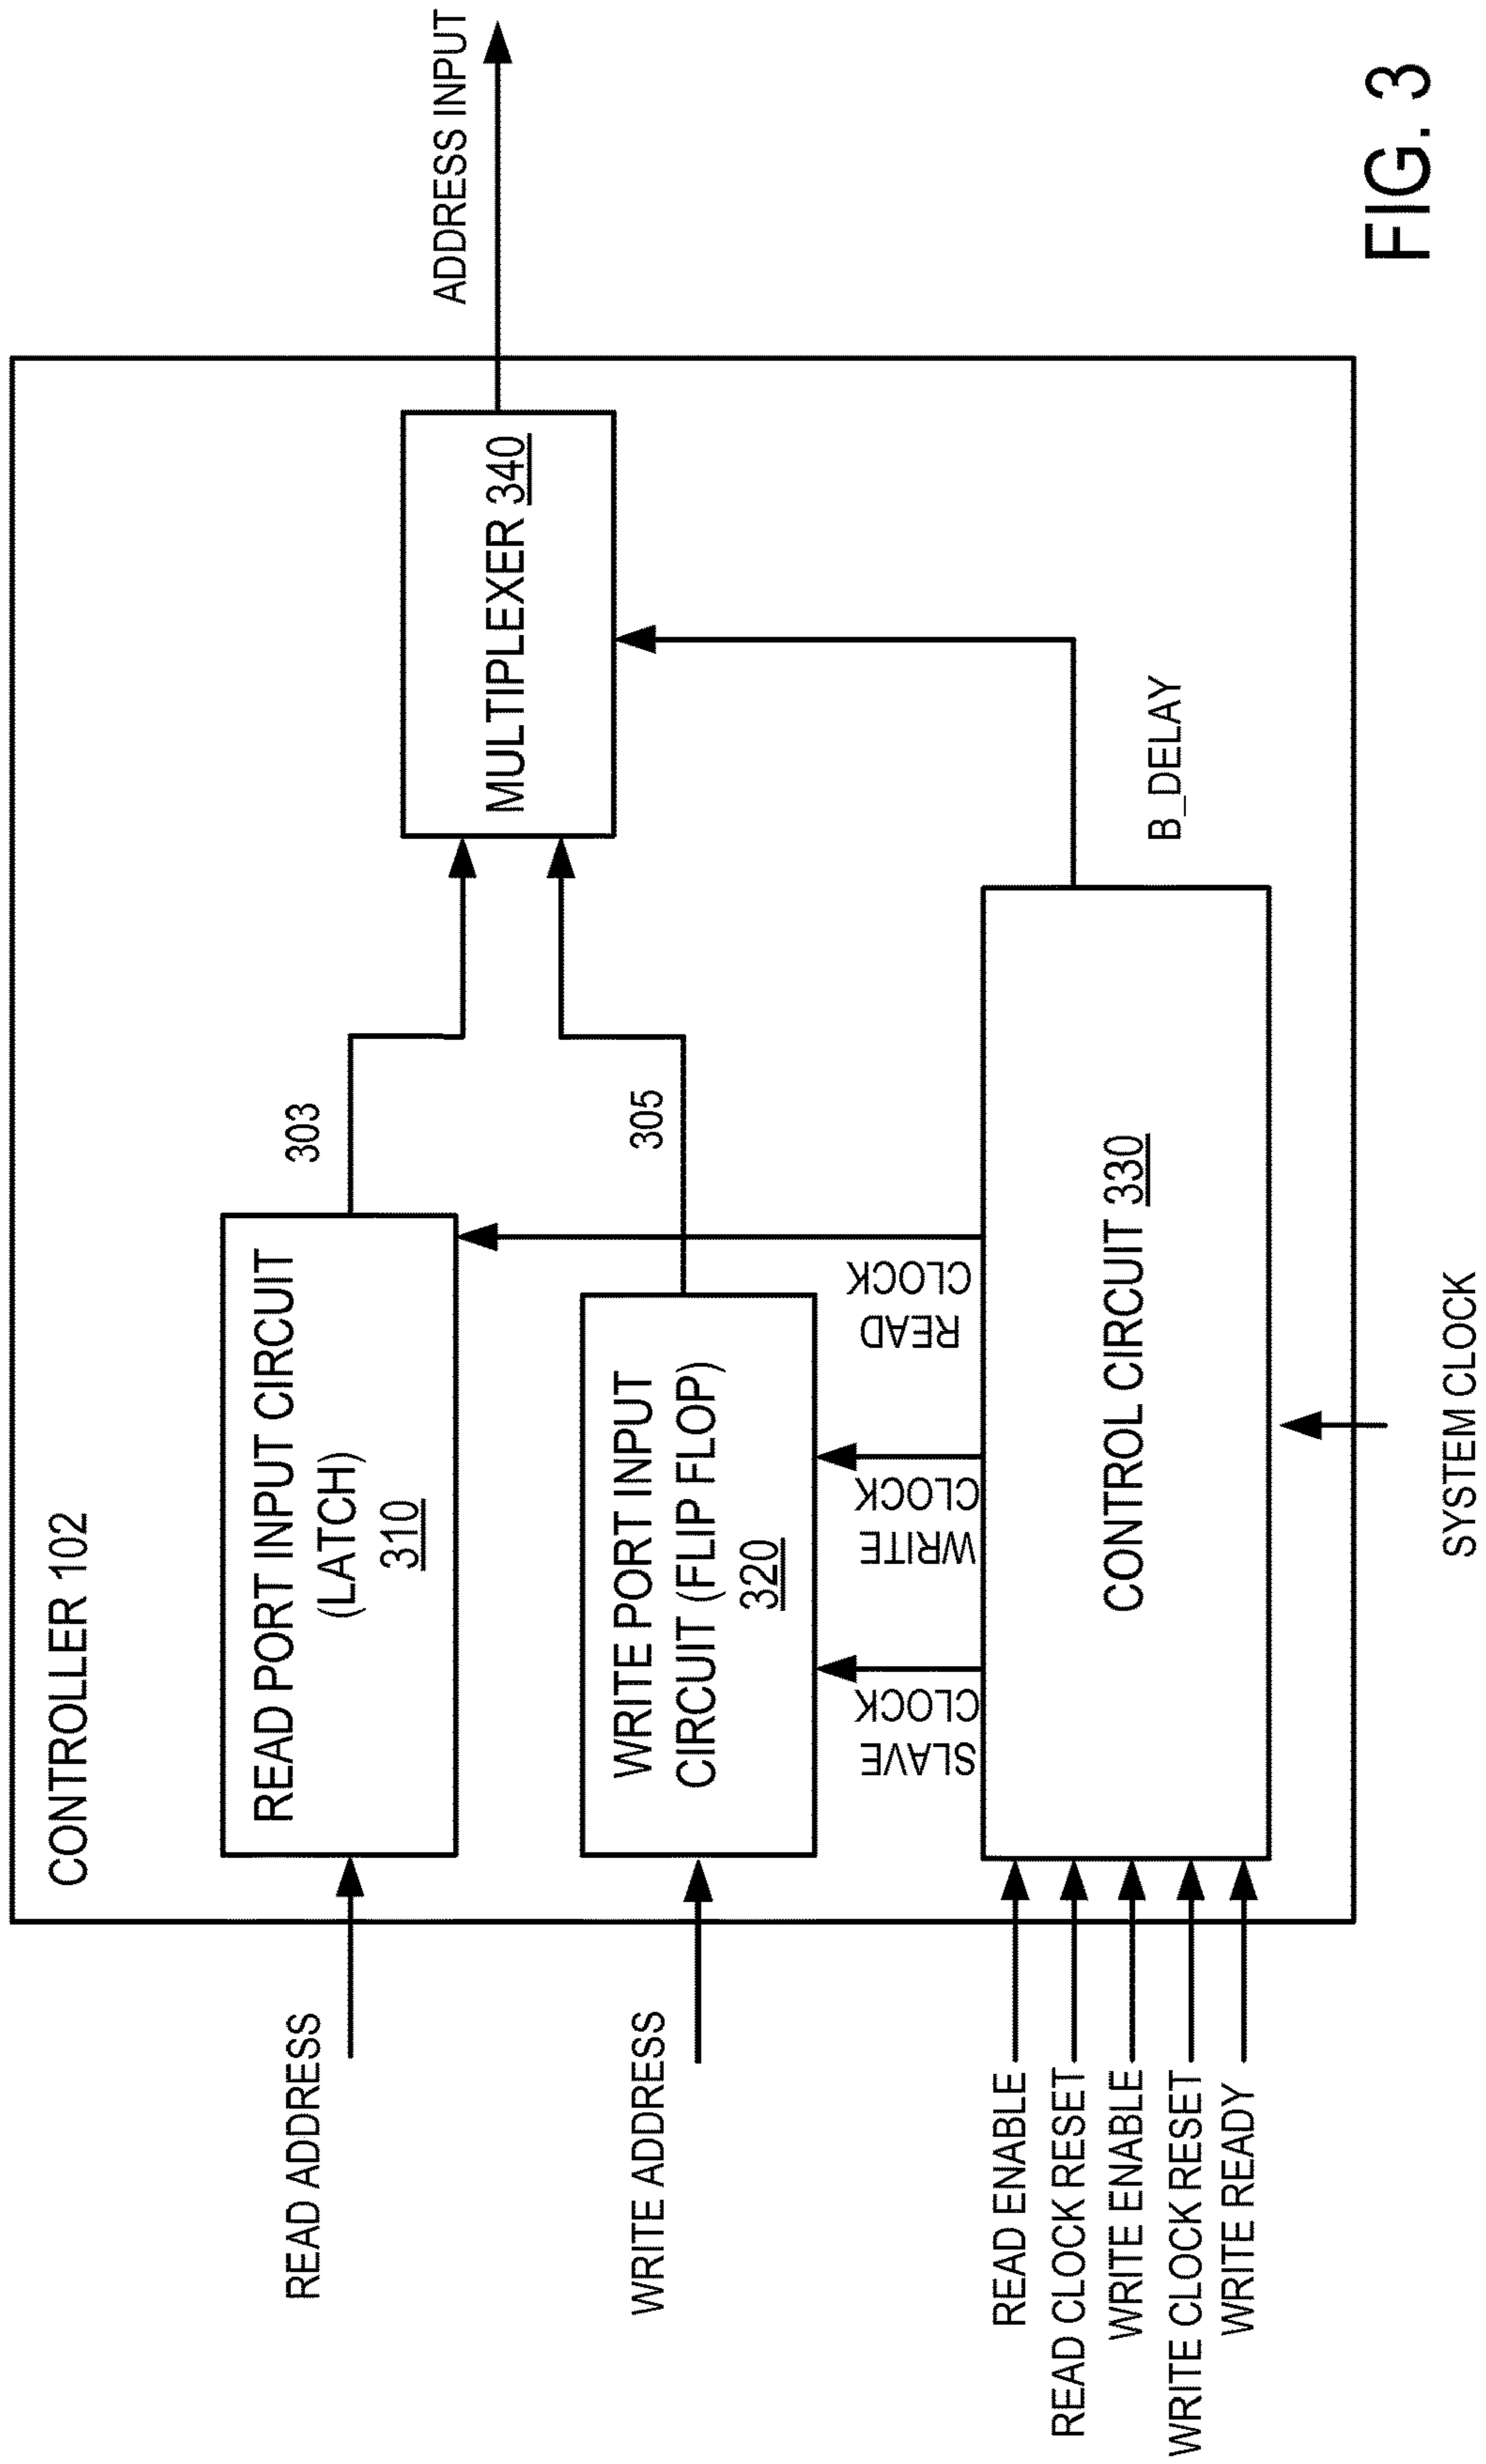 CONTROLLER 102
READ ADDRESS
READ PORT INPUT CIRCUIT
(LATCH)
310
303
MULTIPLEXER 340
ADDRESS INPUT
WRITE ADDRESS
WRITE PORT INPUT
CIRCUIT (FLIP FLOP)
320
305
SLAVE
CLOCK
WRITE
CLOCK
READ
CLOCK
B_DELAY
READ ENABLE
READ CLOCK RESET
WRITE ENABLE
WRITE CLOCK RESET
WRITE READY
CONTROL CIRCUIT 330
SYSTEM CLOCK
FIG. 3